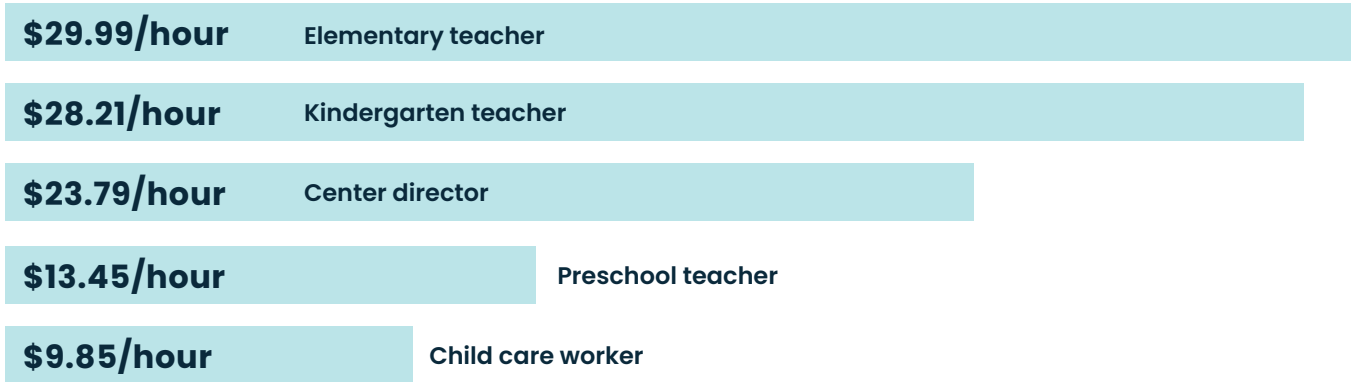 $29.99/hour Elementary teacher
$28.21/hour Kindergarten teacher
$23.79/hour Center director
$13.45/hour Preschool teacher
$9.85/hour Child care worker